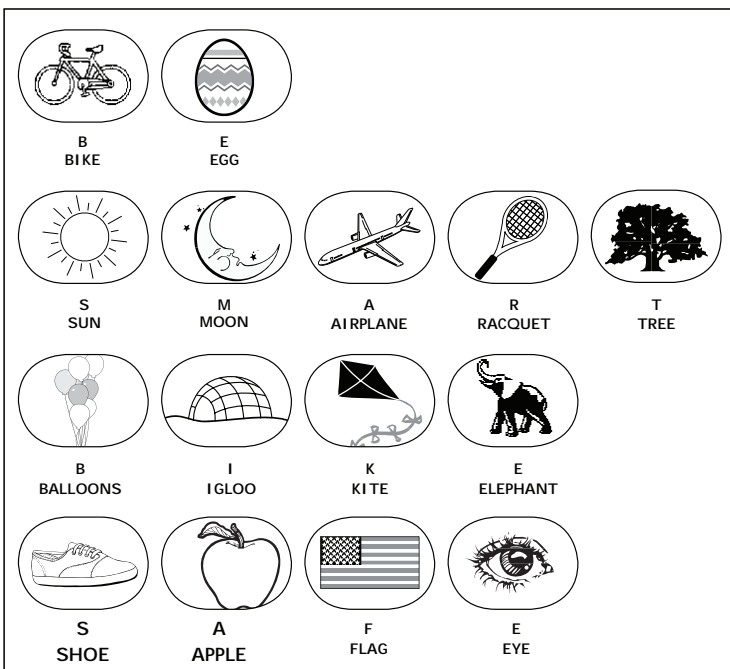 B E
BIKE EGG
S M A R T
SUN MOON AIRPLANE RACQUET TREE
B I K E
BALLOONS IGLOO KITE ELEPHANT
S A F E
SHOE APPLE FLAG EYE